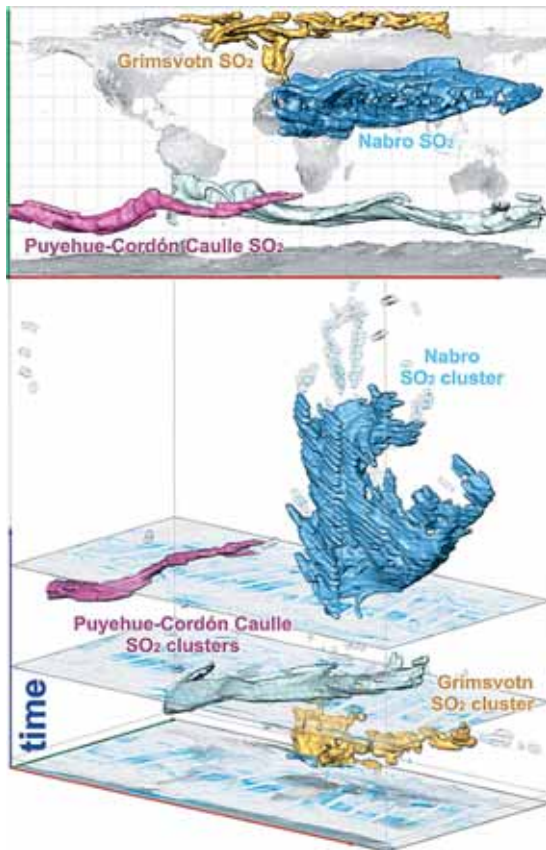 Grimsvotn SO₂
Nabro SO₂
Puyehue-Cordón Caulle SO₂
Nabro
SO₂ cluster
Puyehue-Cordón Caulle
SO₂ clusters
Grimsvotn
SO₂ cluster
time